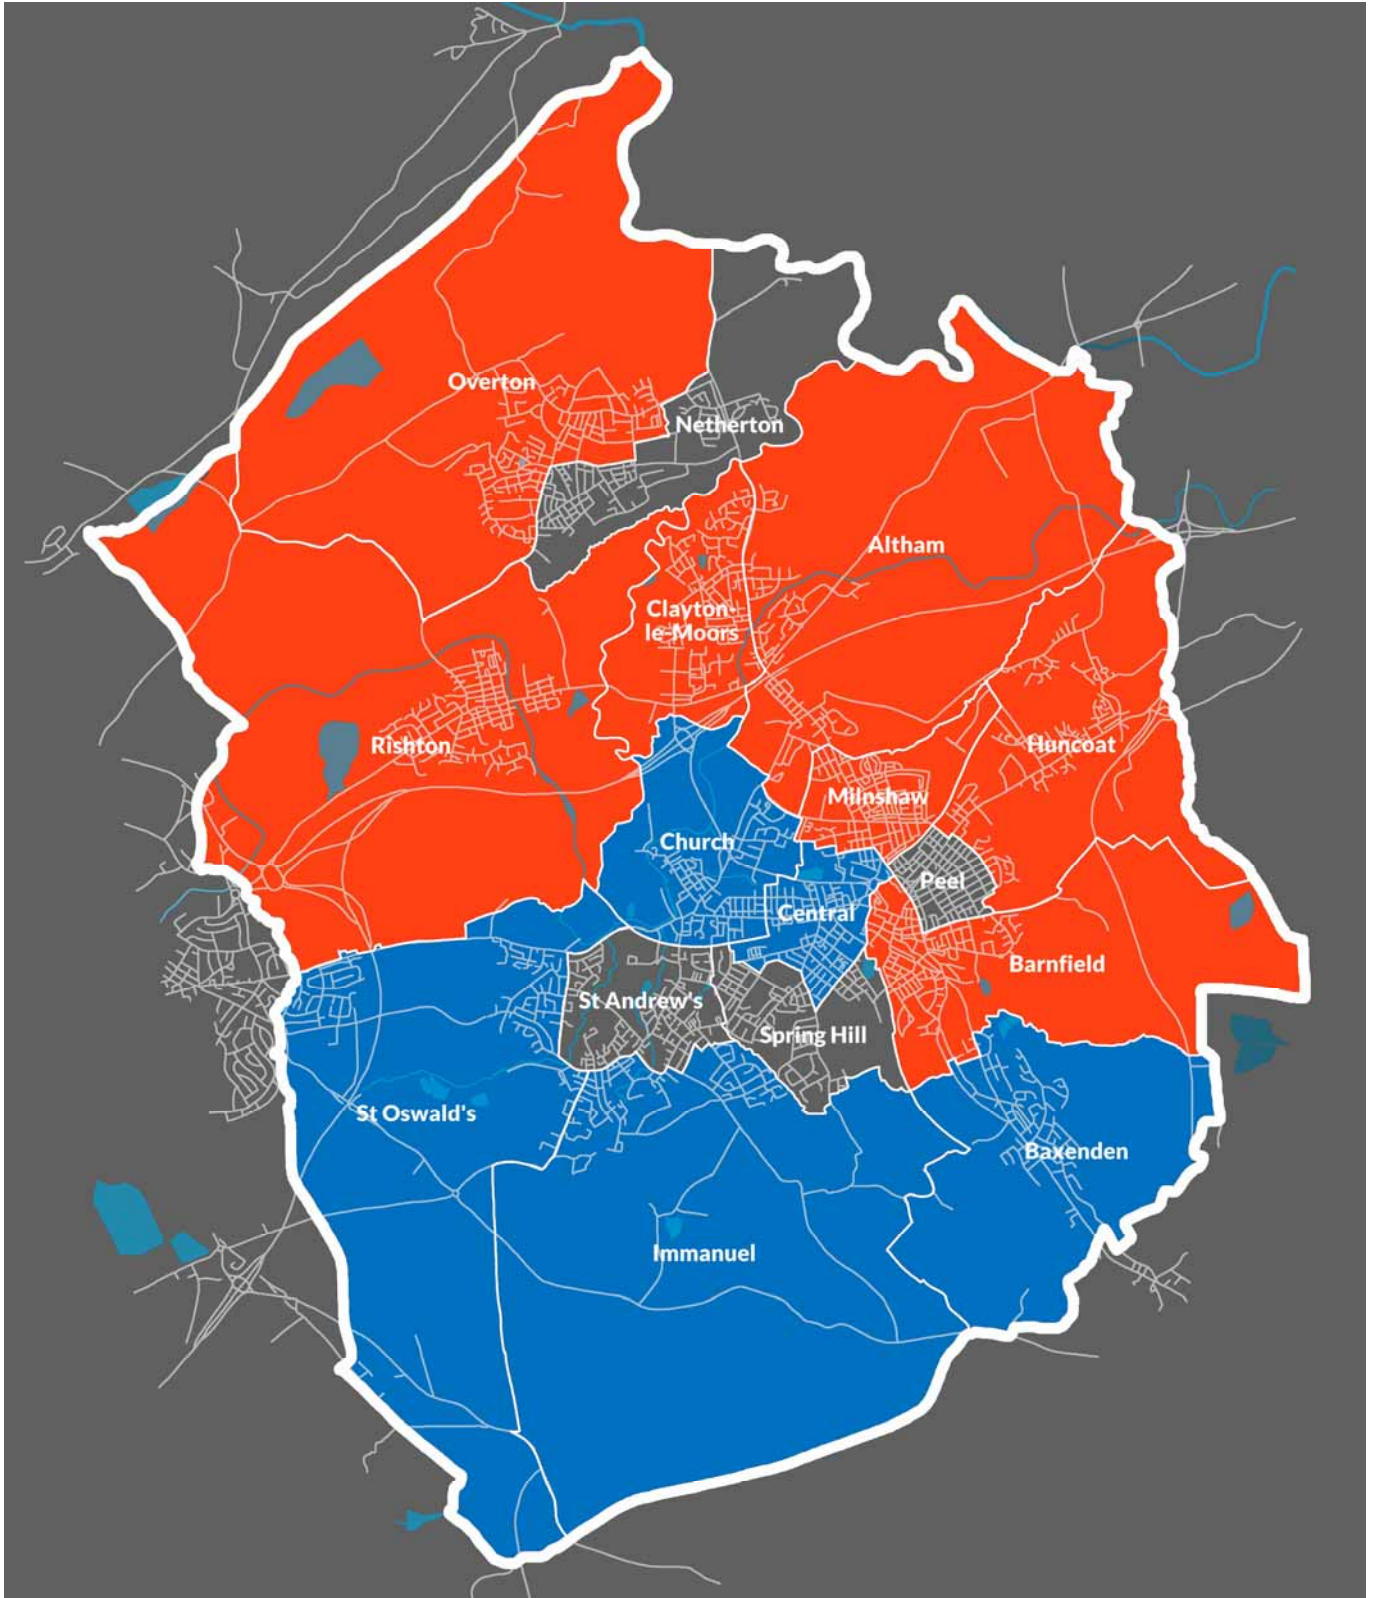 Overton
Netherton
Altham
Clayton-
le-Moors
Rishton
Huncoat
Milnshaw
Church
Peel
Central
Barnfield
St Andrew's
Spring Hill
St Oswald's
Baxenden
Immanuel